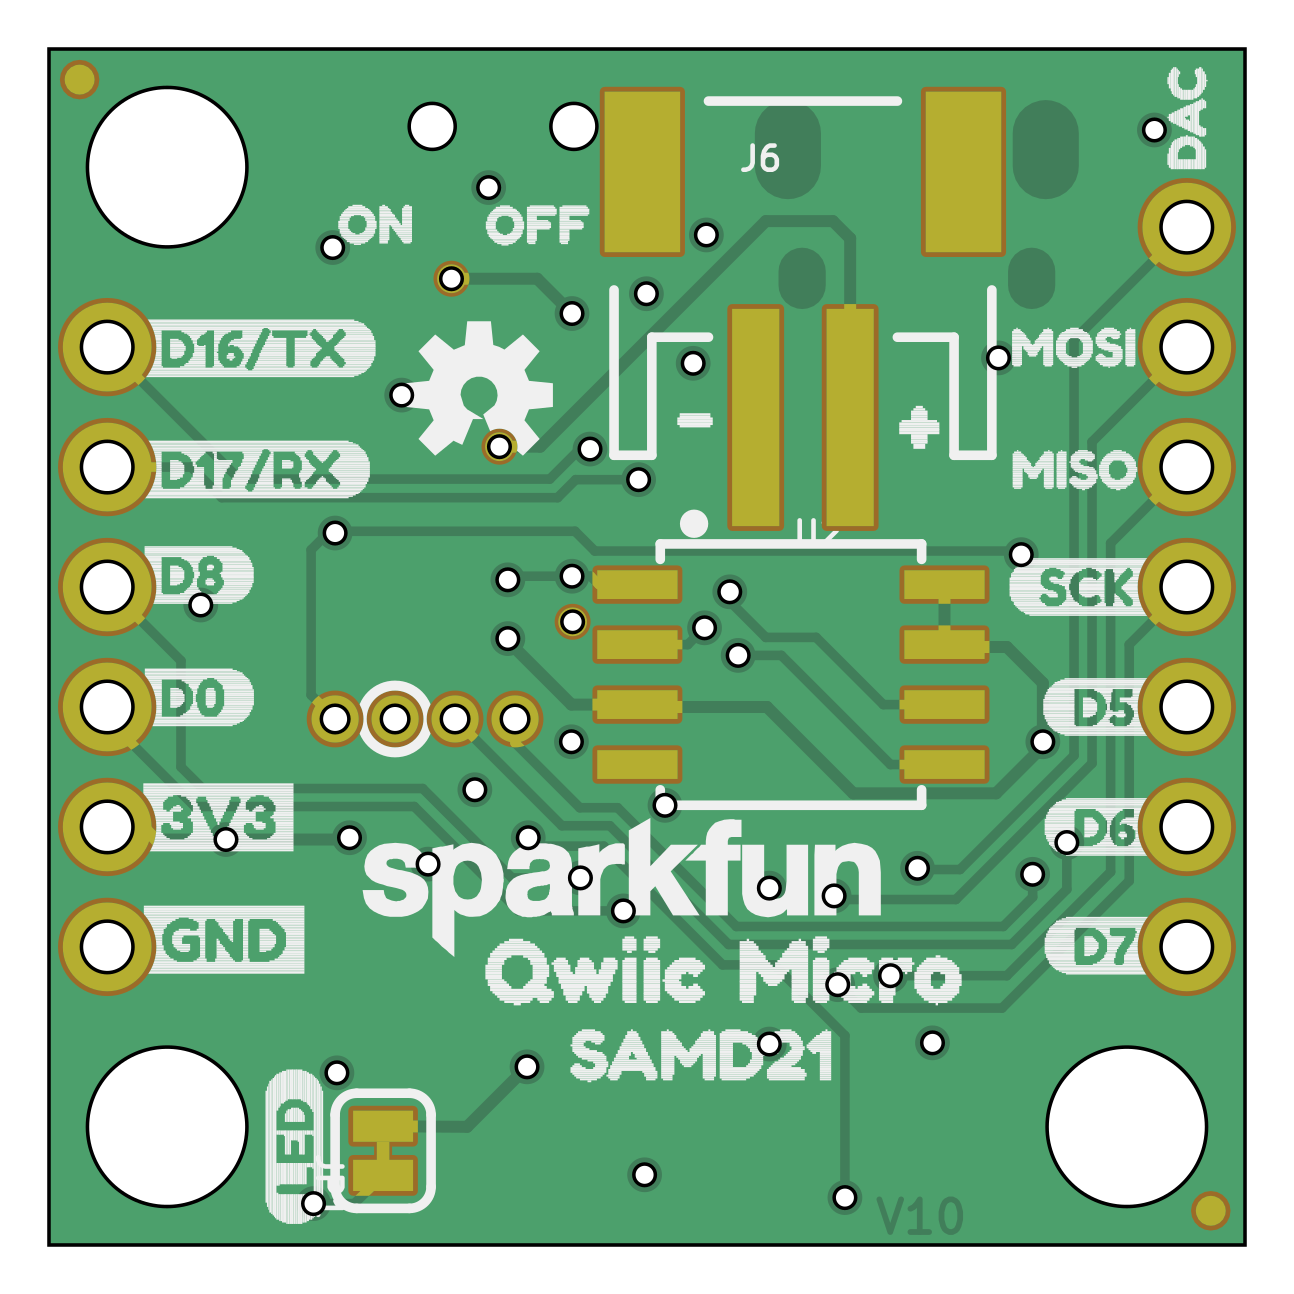 DAC
J6
ON OFF
D16/TX
MOSI
D17/RX
MISO
D8
SCK
D0
D5
3V3
D6
sparkfun
GND
D7
Qwiic Micro
SAMD21
LED
V10